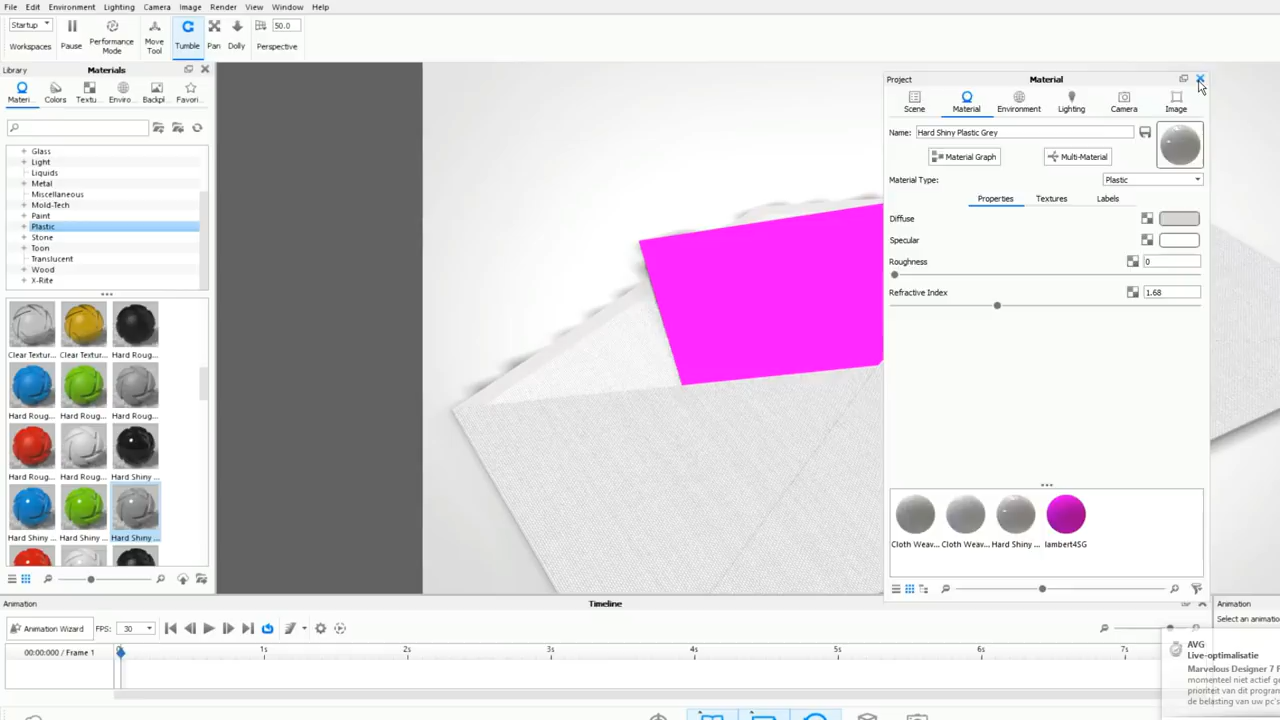 File Edit Environment Lighting Camera Image Render View Window Help
Startup
50.0
Workspaces Pause Performance Mode Move Tool Tumble Pan Dolly Perspective
Library Materials
Materi... Colors Textu... Enviro... Backpl... Favori...
Glass
Light
Liquids
Metal
Miscellaneous
Mold-Tech
Paint
Plastic
Stone
Toon
Translucent
Wood
X-Rite
Clear Textur... Clear Textur... Hard Roug...
Hard Roug... Hard Roug... Hard Roug...
Hard Roug... Hard Roug... Hard Shiny ...
Hard Shiny ... Hard Shiny ... Hard Shiny ...
Project Material
Scene Material Environment Lighting Camera Image
Name: Hard Shiny Plastic Grey
Material Graph Multi-Material
Material Type: Plastic
Properties Textures Labels
Diffuse
Specular
Roughness 0
Refractive Index 1.68
Cloth Weav... Cloth Weav... Hard Shiny ... lambert4SG
Animation Timeline Animation
Animation Wizard FPS: 30
Select an animatio
00:00:000 / Frame 1 1s 2s 3s 4s 5s 6s 7s
AVG
Live-optimalisatie
Marvelous Designer 7 F
momenteel niet actief ge
prioriteit van dit program
de belasting van uw pc's